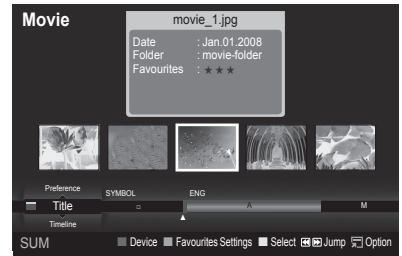 Movie
movie_1.jpg
Date : Jan.01.2008
Folder : movie-folder
Favourites : ★ ★ ★
Preference
SYMBOL ENG
Title A M
Timeline
SUM Device Favourites Settings Select Jump Option